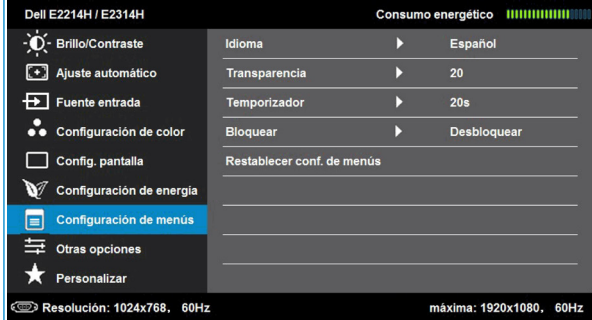 Dell E2214H / E2314H Consumo energético
Brillo/Contraste Idioma Español
Ajuste automático Transparencia 20
Fuente entrada Temporizador 20s
Configuración de color Bloquear Desbloquear
Config. pantalla Restablecer conf. de menús
Configuración de energía
Configuración de menús
Otras opciones
Personalizar
Resolución: 1024x768, 60Hz máxima: 1920x1080, 60Hz